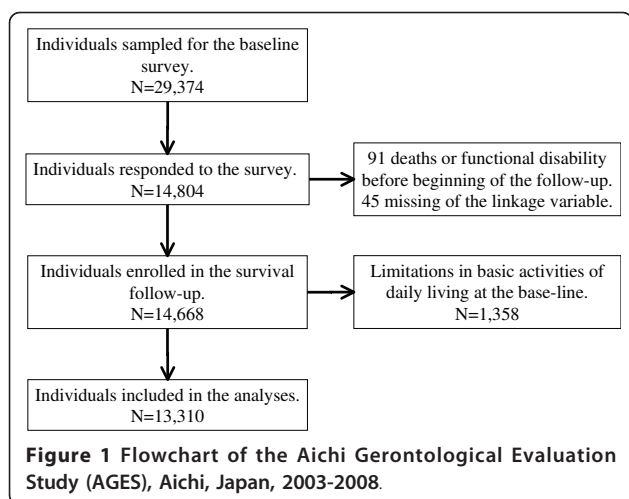 Individuals sampled for the baseline
survey.
N=29,374
Individuals responded to the survey.
N=14,804
91 deaths or functional disability
before beginning of the follow-up.
45 missing of the linkage variable.
Individuals enrolled in the survival
follow-up.
N=14,668
Limitations in basic activities of
daily living at the base-line.
N=1,358
Individuals included in the analyses.
N=13,310
Figure 1 Flowchart of the Aichi Gerontological Evaluation
Study (AGES), Aichi, Japan, 2003-2008.